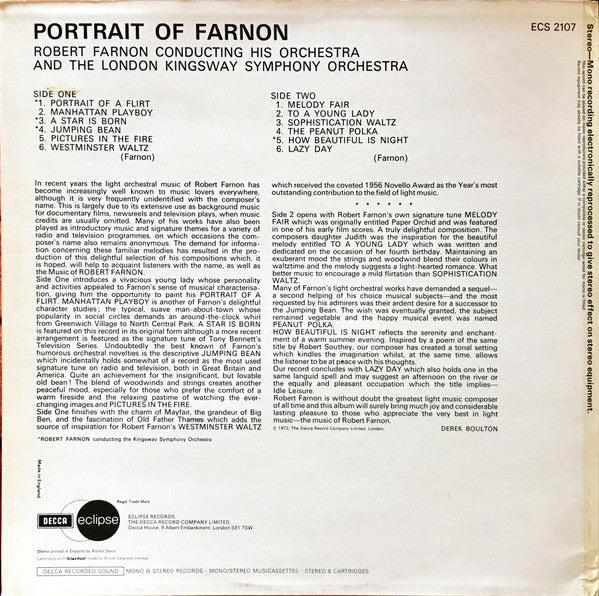 PORTRAIT OF FARNON
ECS 2107
ROBERT FARNON CONDUCTING HIS ORCHESTRA
AND THE LONDON KINGSWAY SYMPHONY ORCHESTRA
SIDE ONE
*1. PORTRAIT OF A FLIRT
2. MANHATTAN PLAYBOY
*3. A STAR IS BORN
*4. JUMPING BEAN
5. PICTURES IN THE FIRE
6. WESTMINSTER WALTZ
(Farnon)
SIDE TWO
1. MELODY FAIR
2. TO A YOUNG LADY
3. SOPHISTICATION WALTZ
4. THE PEANUT POLKA
*5. HOW BEAUTIFUL IS NIGHT
6. LAZY DAY
(Farnon)
In recent years the light orchestral music of Robert Farnon has
become increasingly well known to music lovers everywhere,
although it is very frequently unidentified with the composer's
name. This is largely due to its extensive use as background music
for documentary films, newsreels and television plays, when music
credits are usually omitted. Many of his works have also been
played as introductory music and signature themes for a variety of
radio and television programmes, on which occasions the com-
poser's name also remains anonymous. The demand for informa-
tion concerning these familiar melodies has resulted in the pro-
duction of this delightful selection of his compositions which, it
is hoped, will help to acquaint listeners with the name, as well as
the Music of ROBERT FARNON.
Side One introduces a vivacious young lady whose personality
and activities appealed to Farnon's sense of musical characterisa-
tion, giving him the opportunity to paint his PORTRAIT OF A
FLIRT. MANHATTAN PLAYBOY is another of Farnon's delightful
character studies; the typical, suave man-about-town whose
popularity in social circles demands an around-the-clock whirl
from Greenwich Village to North Central Park. A STAR IS BORN
is featured on this record in its original form although a more recent
arrangement is featured as the signature tune of Tony Bennett's
Television Series. Undoubtedly the best known of Farnon's
humorous orchestral novelties is the descriptive JUMPING BEAN
which incidentally holds somewhat of a record as the most used
signature tune on radio and television, both in Great Britain and
America. Quite an achievement for the insignificant, but lovable
old bean! The blend of woodwinds and strings creates another
peaceful mood, especially for those who prefer the comfort of a
warm fireside and the relaxing pastime of watching the ever-
changing images and PICTURES IN THE FIRE.
Side One finishes with the charm of Mayfair, the grandeur of Big
Ben, and the fascination of Old Father Thames which adds the
source of inspiration for Robert Farnon's WESTMINSTER WALTZ
which received the coveted 1956 Novello Award as the Year's most
outstanding contribution to the field of light music.
* * * * * *
Side 2 opens with Robert Farnon's own signature tune MELODY
FAIR which was originally entitled Paper Orchid and was featured
in one of his early film scores. A truly delightful composition. The
composers daughter Judith was the inspiration for the beautiful
melody entitled TO A YOUNG LADY which was written and
dedicated on the occasion of her fourth birthday. Maintaining an
exuberant mood the strings and woodwind blend their colours in
waltztime and the melody suggests a light-hearted romance. What
better music to encourage a mild flirtation than SOPHISTICATION
WALTZ.
Many of Farnon's light orchestral works have demanded a sequel—
a second helping of his choice musical subjects—and the most
requested by his admirers was their ardent desire for a successor to
the Jumping Bean. The wish was eventually granted, the subject
remained vegetable and the happy musical event was named
PEANUT POLKA.
HOW BEAUTIFUL IS NIGHT reflects the serenity and enchant-
ment of a warm summer evening. Inspired by a poem of the same
title by Robert Southey, our composer has created a tonal setting
which kindles the imagination whilst, at the same time, allows
the listener to be at peace with his thoughts.
Our record concludes with LAZY DAY which also holds one in the
same languid spell and may suggest an afternoon on the river or
the equally and pleasant occupation which the title implies—
Idle Leisure.
Robert Farnon is without doubt the greatest light music composer
of all time and this album will surely bring much joy and considerable
lasting pleasure to those who appreciate the very best in light
music—the music of Robert Farnon.
© 1972, The Decca Record Company Limited, London.
DEREK BOULTON
*ROBERT FARNON conducting the Kingsway Symphony Orchestra
Made in England
Regd. Trade Mark
DECCA
eclipse
ECLIPSE RECORDS,
THE DECCA RECORD COMPANY LIMITED,
Decca House, 9 Albert Embankment, London SE1 7SW
Sleeve printed in England by Robert Stace
Laminated with 'Clarifoil' made by British Celanese Limited
DECCA RECORDED SOUND
MONO & STEREO RECORDS - MONO/STEREO MUSICASSETTES - STEREO 8 CARTRIDGES
Stereo—Mono recording electronically reprocessed to give stereo effect on stereo equipment.